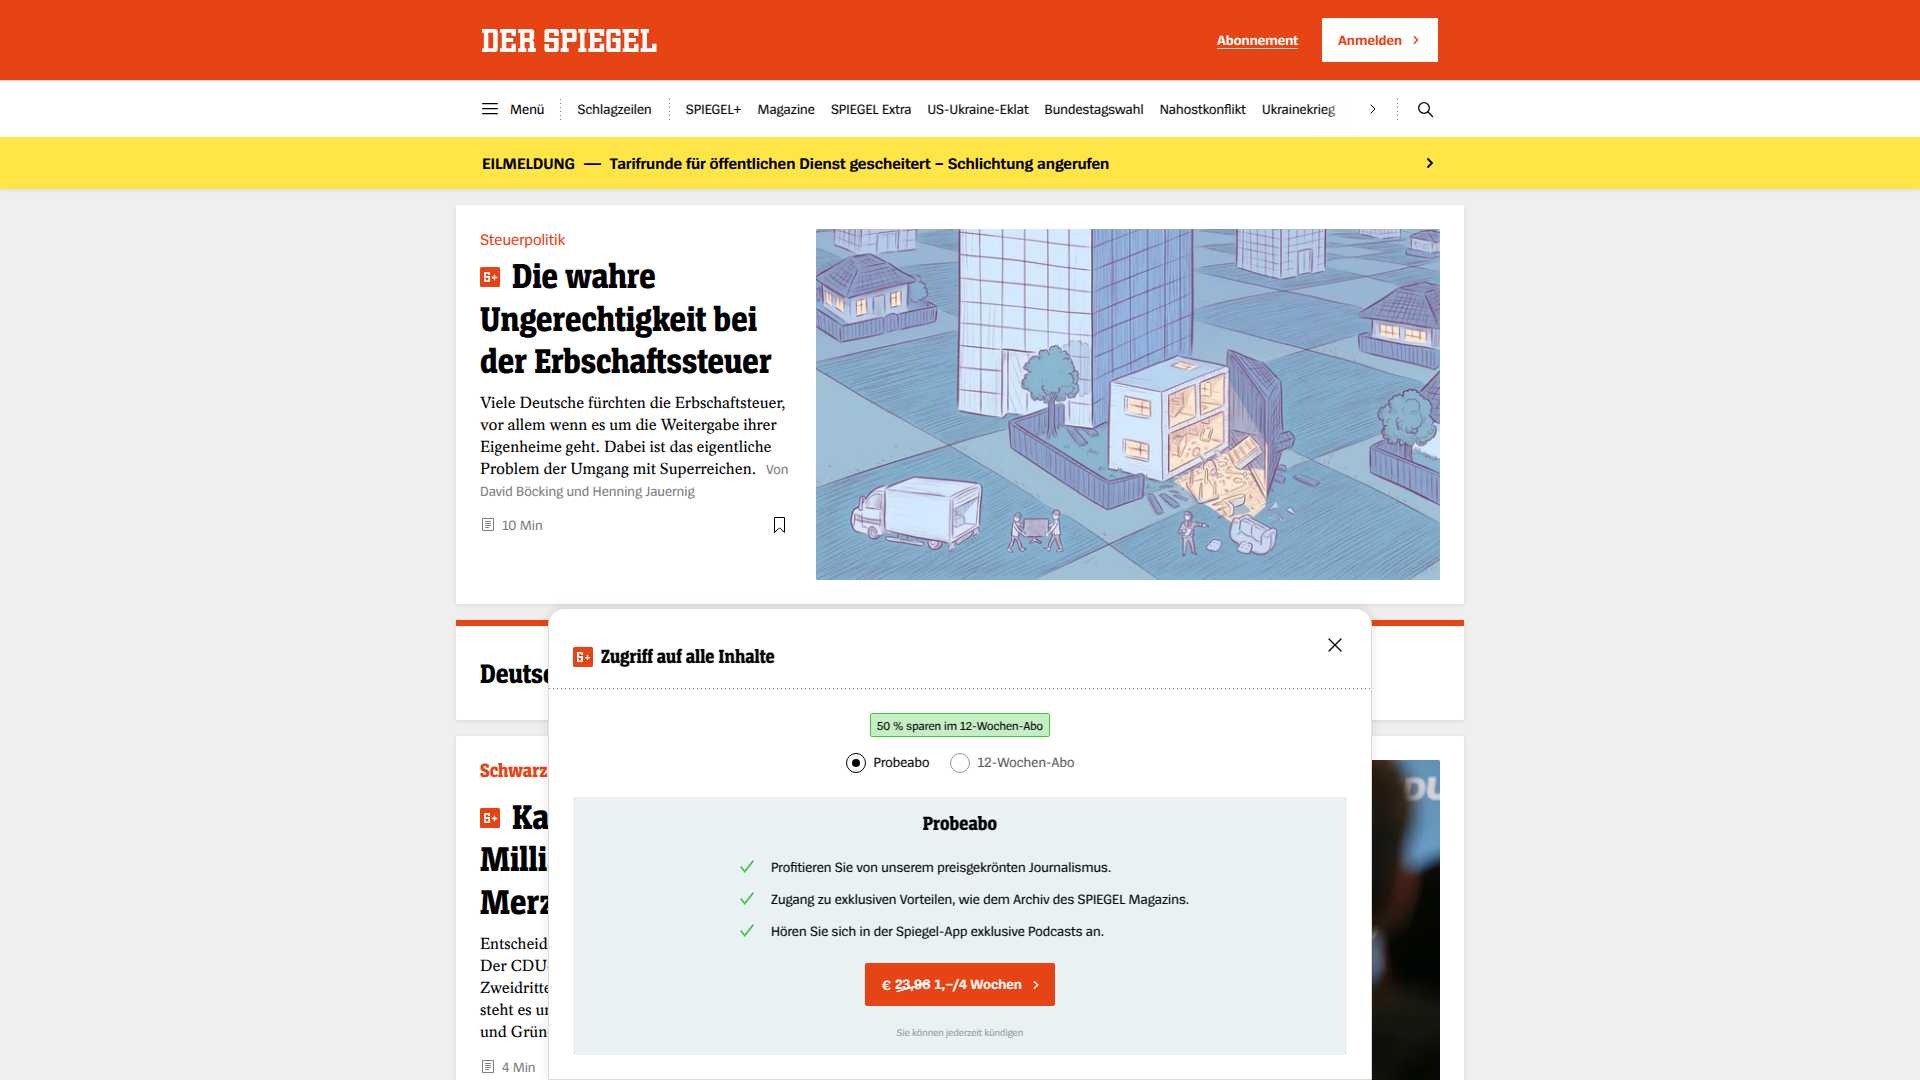 DER SPIEGEL
Abonnement
Anmelden
Menü
Schlagzeilen
SPIEGEL+
Magazine
SPIEGEL Extra
US-Ukraine-Eklat
Bundestagswahl
Nahostkonflikt
Ukrainekrieg
EILMELDUNG — Tarifrunde für öffentlichen Dienst gescheitert – Schlichtung angerufen
Steuerpolitik
Die wahre
Ungerechtigkeit bei
der Erbschaftssteuer
Viele Deutsche fürchten die Erbschaftsteuer,
vor allem wenn es um die Weitergabe ihrer
Eigenheime geht. Dabei ist das eigentliche
Problem der Umgang mit Superreichen. Von
David Böcking und Henning Jauernig
10 Min
Zugriff auf alle Inhalte
50 % sparen im 12-Wochen-Abo
Probeabo
12-Wochen-Abo
Probeabo
Profitieren Sie von unserem preisgekrönten Journalismus.
Zugang zu exklusiven Vorteilen, wie dem Archiv des SPIEGEL Magazins.
Hören Sie sich in der Spiegel-App exklusive Podcasts an.
€ 23,96 1,–/4 Wochen
Sie können jederzeit kündigen
Deuts
Schwarz
Ka
Milli
Merz
Entscheid
Der CDU
Zweidritte
steht es u
und Grün
4 Min